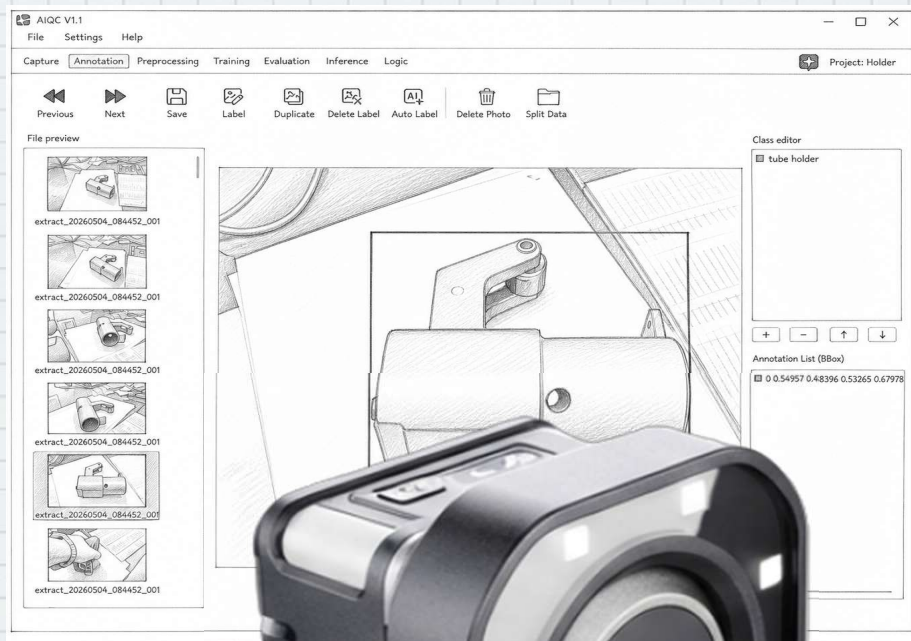 AIQC V1.1
File Settings Help
Capture Annotation Preprocessing Training Evaluation Inference Logic
Project: Holder
Previous Next Save Label Duplicate Delete Label AI Auto Label Delete Photo Split Data
File preview
extract_20260504_084452_001
extract_20260504_084452_001
extract_20260504_084452_001
extract_20260504_084452_001
extract_20260504_084452_001
extract_20260504_084452_001
Class editor
tube holder
+ − ↑ ↓
Annotation List (BBox)
0 0.54957 0.48396 0.53265 0.67978